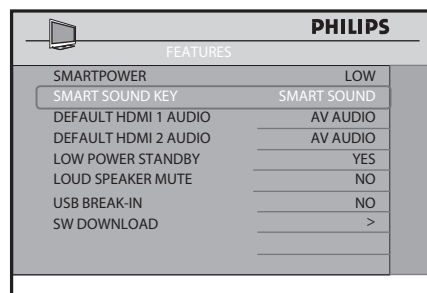 PHILIPS
FEATURES
SMARTPOWER LOW
SMART SOUND KEY SMART SOUND
DEFAULT HDMI 1 AUDIO AV AUDIO
DEFAULT HDMI 2 AUDIO AV AUDIO
LOW POWER STANDBY YES
LOUD SPEAKER MUTE NO
USB BREAK-IN NO
SW DOWNLOAD >